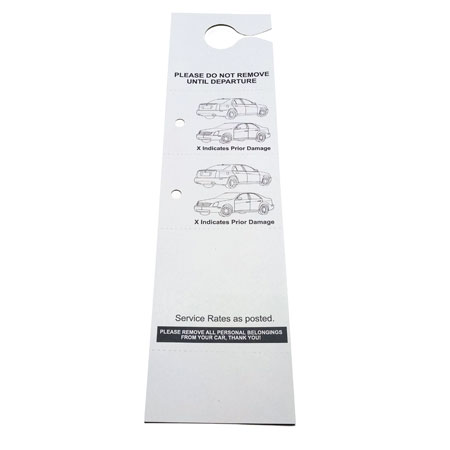 PLEASE DO NOT REMOVE
UNTIL DEPARTURE
X Indicates Prior Damage
X Indicates Prior Damage
Service Rates as posted.
PLEASE REMOVE ALL PERSONAL BELONGINGS
FROM YOUR CAR, THANK YOU!